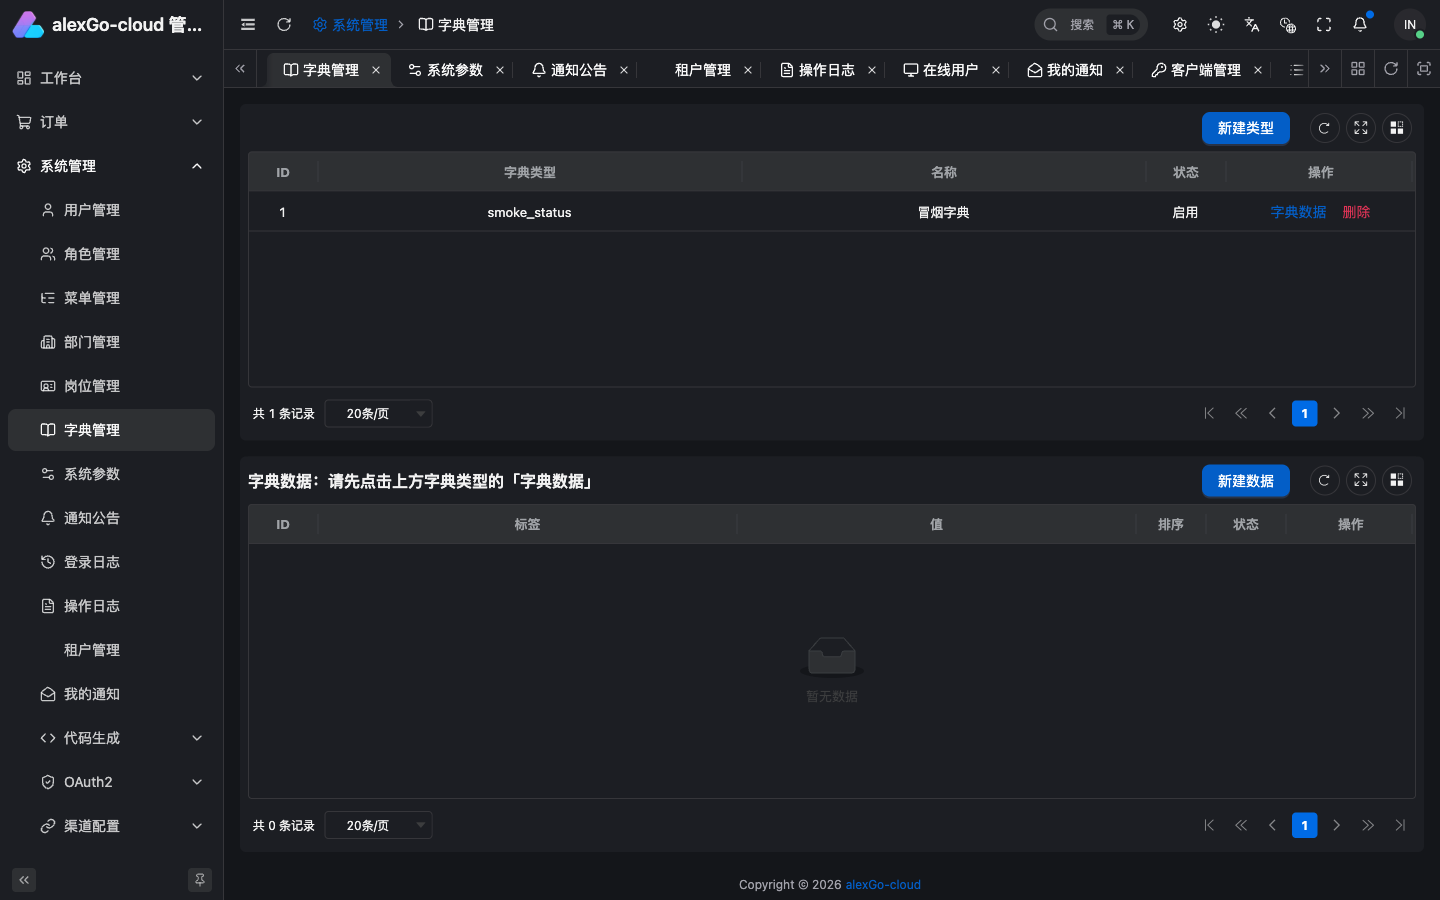 alexGo-cloud 管...
系统管理
字典管理
搜索
⌘ K
IN
工作台
订单
系统管理
用户管理
角色管理
菜单管理
部门管理
岗位管理
字典管理
系统参数
通知公告
登录日志
操作日志
租户管理
我的通知
代码生成
OAuth2
渠道配置
字典管理
系统参数
通知公告
租户管理
操作日志
在线用户
我的通知
客户端管理
新建类型
ID 字典类型 名称 状态 操作
1 smoke_status 冒烟字典 启用 字典数据 删除
共 1 条记录 20条/页 1
字典数据：请先点击上方字典类型的「字典数据」
新建数据
ID 标签 值 排序 状态 操作
暂无数据
共 0 条记录 20条/页 1
Copyright © 2026 alexGo-cloud